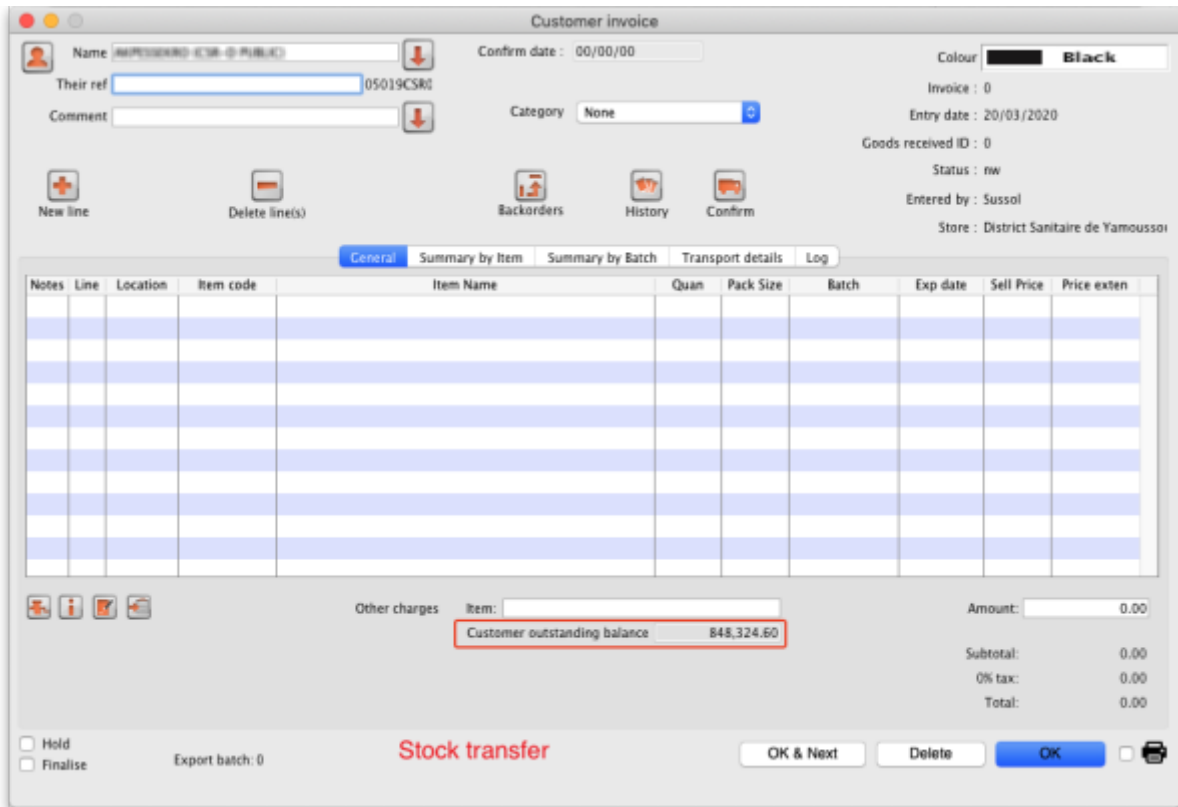 Customer invoice
Name
Confirm date : 00/00/00
Colour Black
Their ref 05019CSR0
Invoice : 0
Comment
Category None
Entry date : 20/03/2020
Goods received ID : 0
Status : nw
New line Delete line(s) Backorders History Confirm
Entered by : Sussol
Store : District Sanitaire de Yamoussou
General Summary by Item Summary by Batch Transport details Log
Notes Line Location Item code Item Name Quan Pack Size Batch Exp date Sell Price Price exten
Other charges Item: Amount: 0.00
Customer outstanding balance 848,324.60
Subtotal: 0.00
0% tax: 0.00
Total: 0.00
Hold
Finalise
Export batch: 0
Stock transfer
OK & Next Delete OK